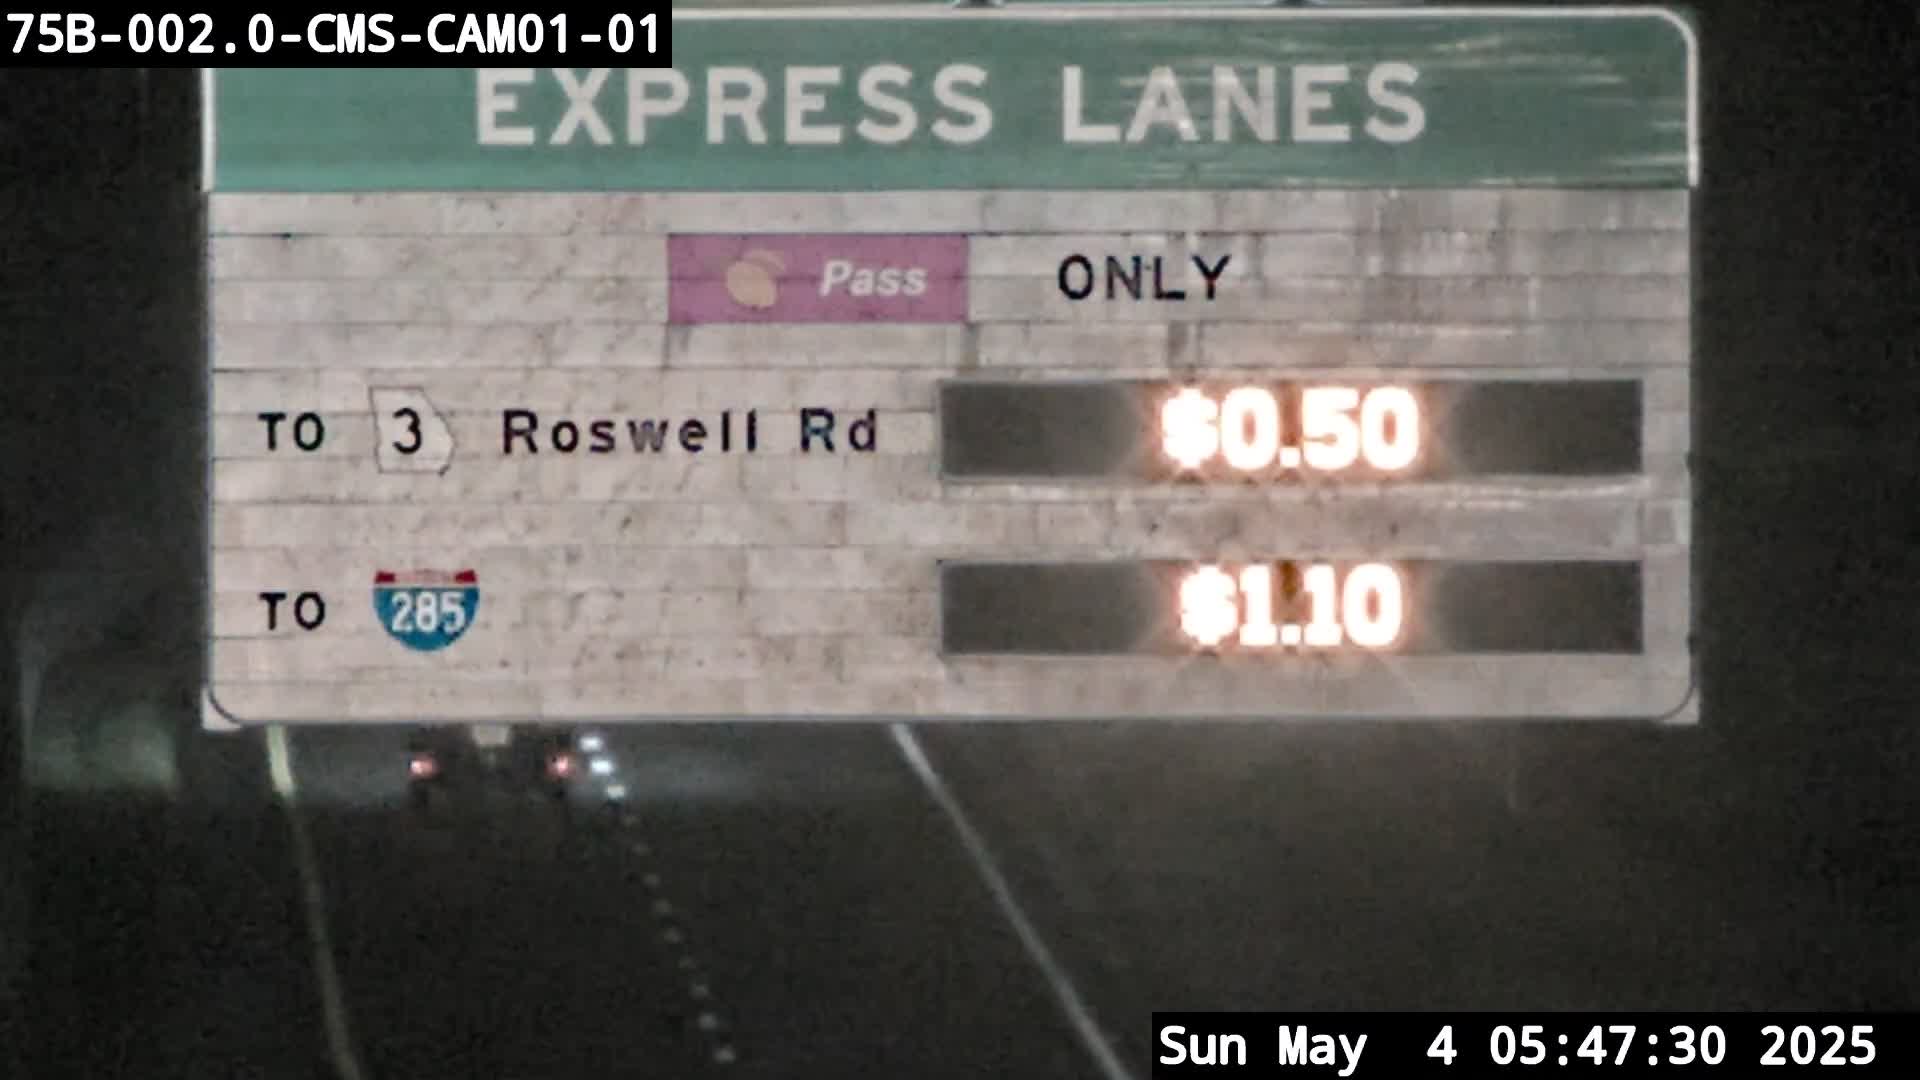 75B-002.0-CMS-CAM01-01
EXPRESS LANES
Pass ONLY
TO 3 Roswell Rd $0.50
TO 285 $1.10
Sun May 4 05:47:30 2025